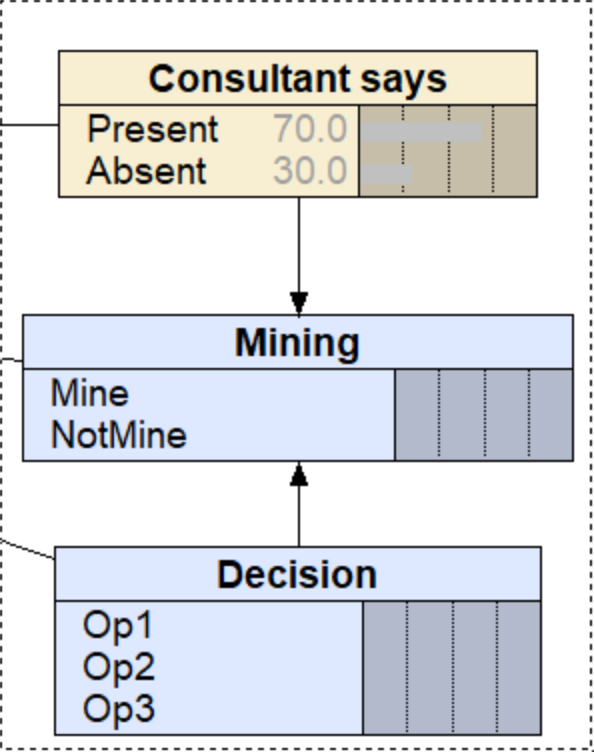 Consultant says
Present 70.0
Absent 30.0
Mining
Mine
NotMine
Decision
Op1
Op2
Op3